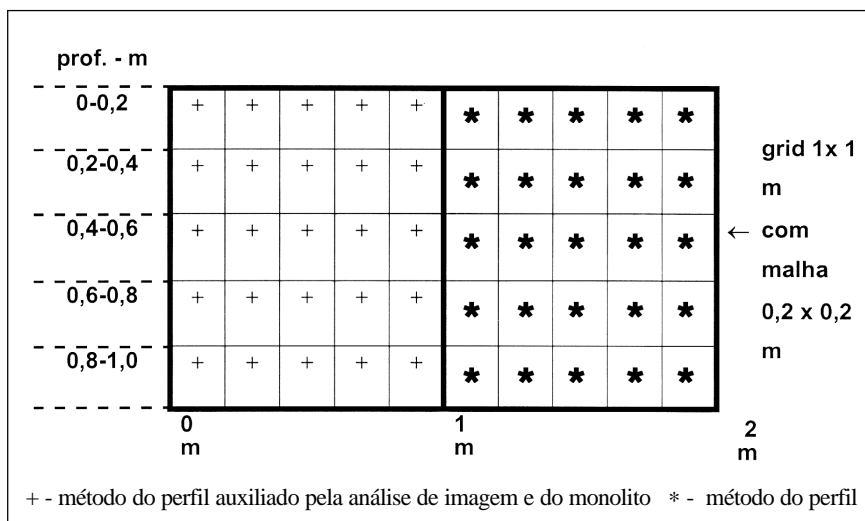 prof. - m
0-0,2
+ + + + + * * * * *
0,2-0,4
+ + + + + * * * * *
0,4-0,6
+ + + + + * * * * *
0,6-0,8
+ + + + + * * * * *
0,8-1,0
+ + + + + * * * * *
grid 1x 1
m
← com
malha
0,2 x 0,2
m
0 m
1 m
2 m
+ - método do perfil auxiliado pela análise de imagem e do monolito * - método do perfil